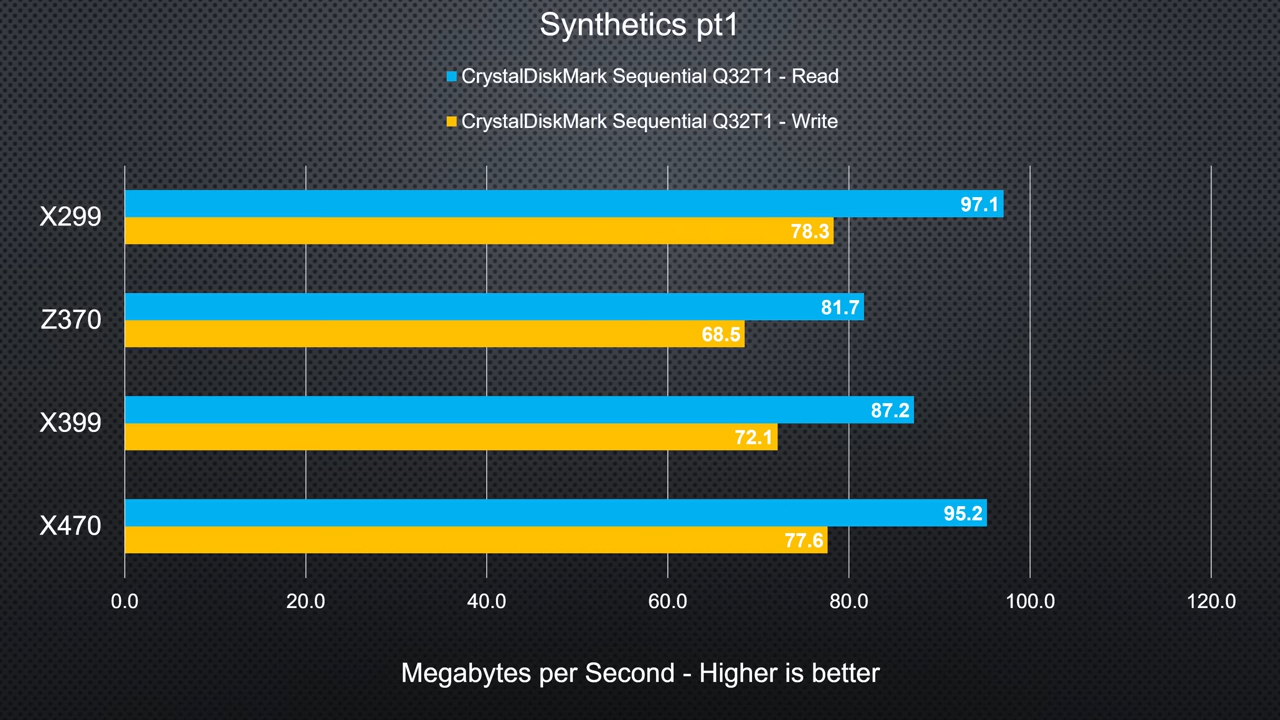 Synthetics pt1
CrystalDiskMark Sequential Q32T1 - Read
CrystalDiskMark Sequential Q32T1 - Write
X299
97.1
78.3
Z370
81.7
68.5
X399
87.2
72.1
X470
95.2
77.6
0.0 20.0 40.0 60.0 80.0 100.0 120.0
Megabytes per Second - Higher is better